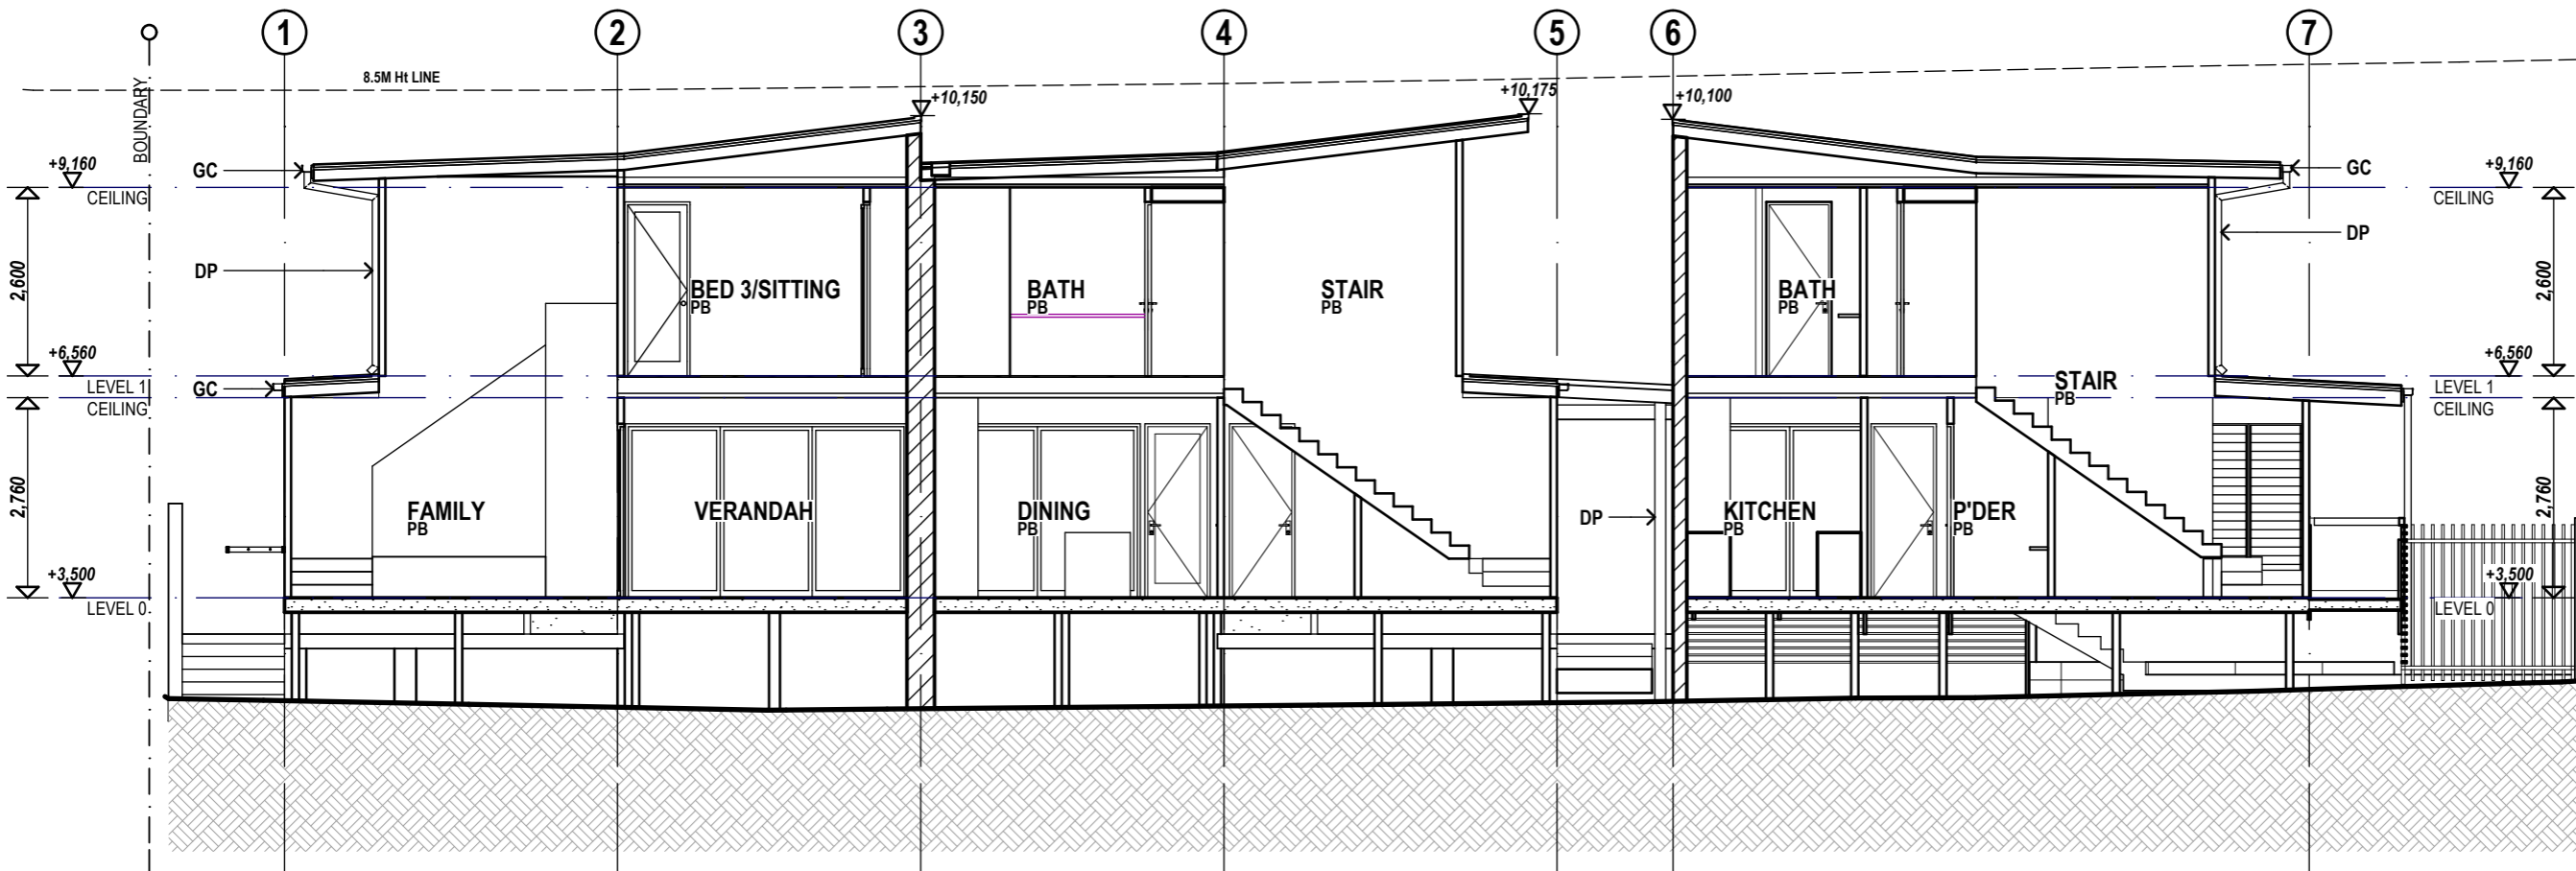 1
2
3
4
5
6
7
BOUNDARY
8.5M Ht LINE
+10,150
+10,175
+10,100
+9,160
CEILING
GC
GC
+9,160
CEILING
2,600
DP
BED 3/SITTING
PB
BATH
PB
STAIR
PB
BATH
PB
DP
2,600
+6,560
LEVEL 1
CEILING
GC
STAIR
PB
+6,560
LEVEL 1
CEILING
2,760
FAMILY
PB
VERANDAH
DINING
PB
DP
KITCHEN
PB
P'DER
PB
2,760
+3,500
LEVEL 0
+3,500
LEVEL 0